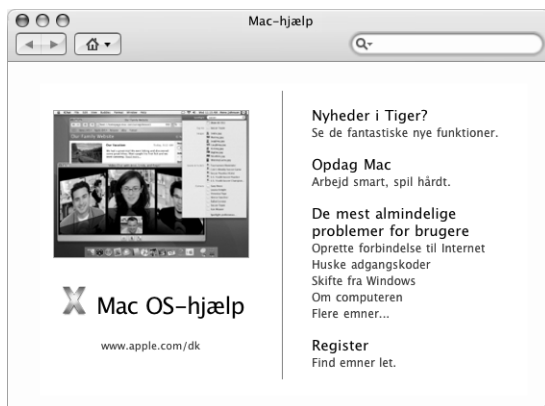 Mac-hjælp
Mac OS-hjælp
www.apple.com/dk
Nyheder i Tiger?
Se de fantastiske nye funktioner.
Opdag Mac
Arbejd smart, spil hårdt.
De mest almindelige
problemer for brugere
Oprette forbindelse til Internet
Huske adgangskoder
Skifte fra Windows
Om computeren
Flere emner...
Register
Find emner let.